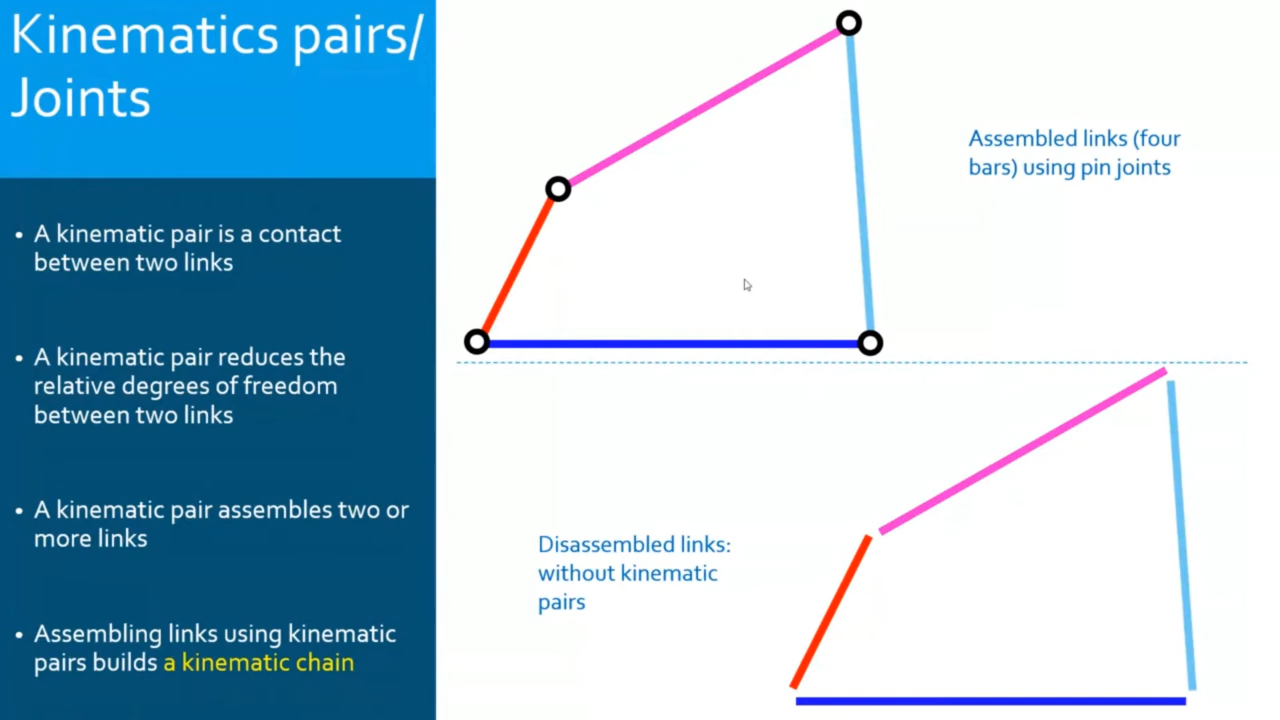 Kinematics pairs/
Joints
• A kinematic pair is a contact
between two links
• A kinematic pair reduces the
relative degrees of freedom
between two links
• A kinematic pair assembles two or
more links
• Assembling links using kinematic
pairs builds a kinematic chain
Assembled links (four
bars) using pin joints
Disassembled links:
without kinematic
pairs